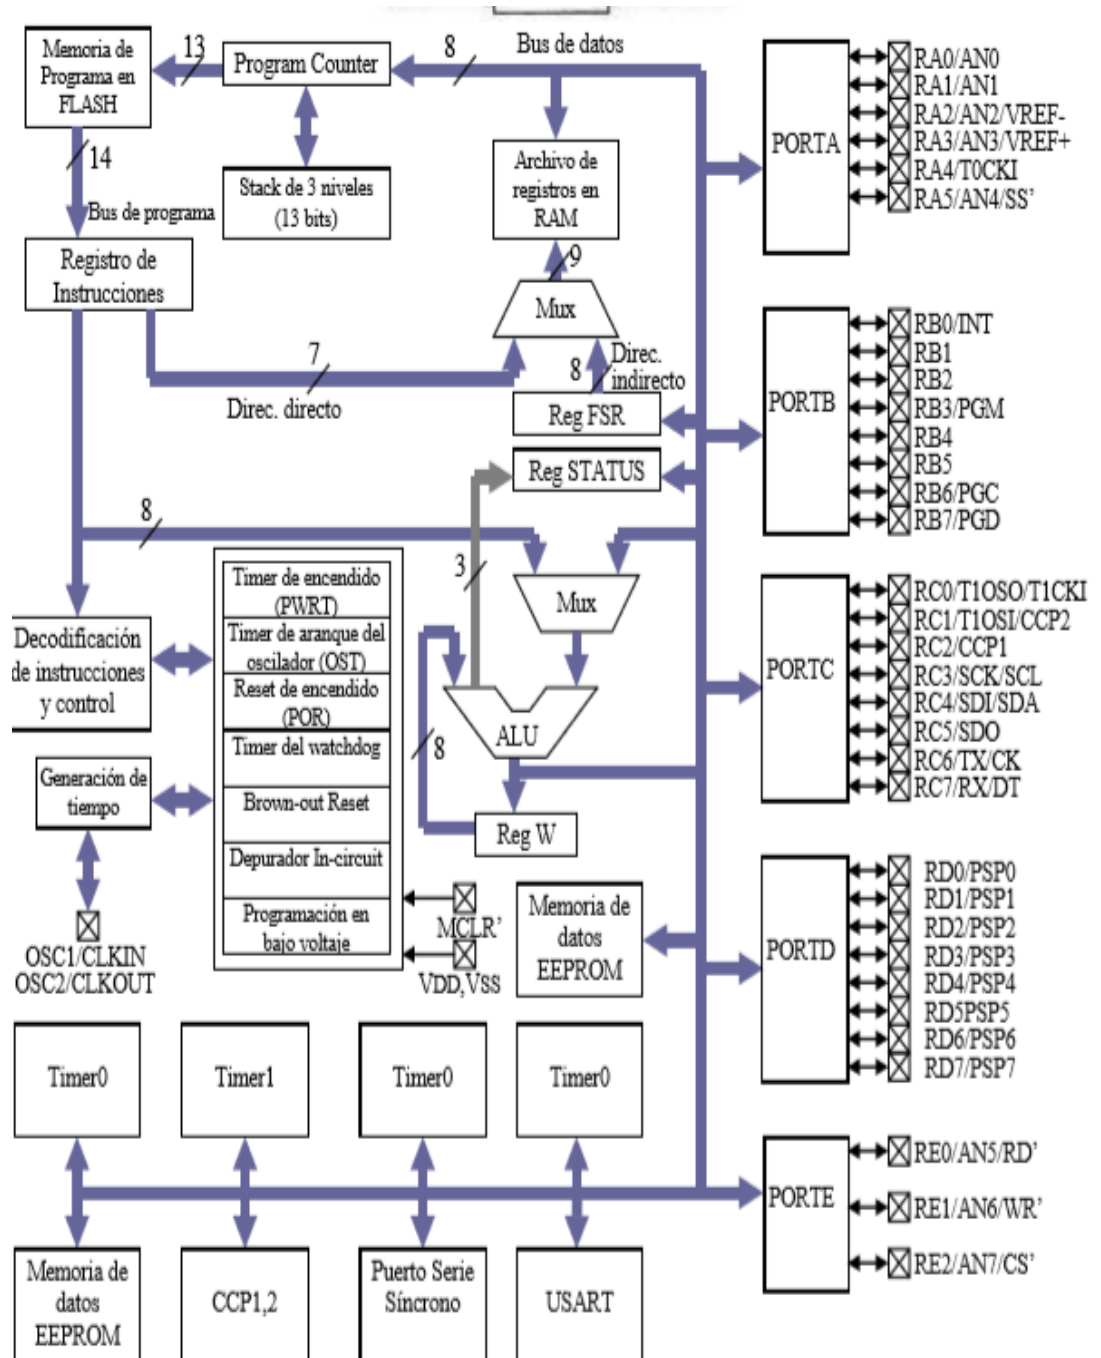 Memoria de
Programa en
FLASH
13
Program Counter
8
Bus de datos
14
Bus de programa
Stack de 3 niveles
(13 bits)
Archivo de
registros en
RAM
9
Registro de
Instrucciones
Mux
7
Direc. directo
8
Direc.
indirecto
Reg FSR
Reg STATUS
8
3
Mux
Timer de encendido
(PWRT)
Timer de aranque del
oscilador (OST)
Reset de encendido
(POR)
Timer del watchdog
Brown-out Reset
Depurador In-circuit
Programación en
bajo voltaje
Decodificación
de instrucciones
y control
Generación de
tiempo
OSC1/CLKIN
OSC2/CLKOUT
ALU
8
Reg W
MCLR'
VDD,VSS
Memoria de
datos
EEPROM
Timer0
Timer1
Timer0
Timer0
Memoria de
datos
EEPROM
CCP1,2
Puerto Serie
Síncrono
USART
PORTA
RA0/AN0
RA1/AN1
RA2/AN2/VREF-
RA3/AN3/VREF+
RA4/T0CKI
RA5/AN4/SS'
PORTB
RB0/INT
RB1
RB2
RB3/PGM
RB4
RB5
RB6/PGC
RB7/PGD
PORTC
RC0/T1OSO/T1CKI
RC1/T1OSI/CCP2
RC2/CCP1
RC3/SCK/SCL
RC4/SDI/SDA
RC5/SDO
RC6/TX/CK
RC7/RX/DT
PORTD
RD0/PSP0
RD1/PSP1
RD2/PSP2
RD3/PSP3
RD4/PSP4
RD5PSP5
RD6/PSP6
RD7/PSP7
PORTE
RE0/AN5/RD'
RE1/AN6/WR'
RE2/AN7/CS'